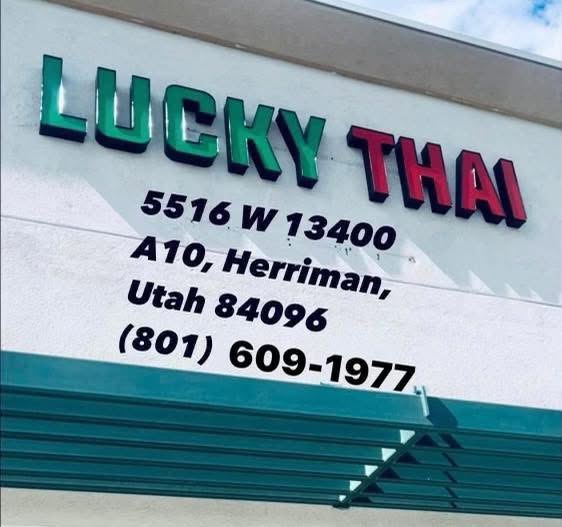 LUCKY THAI
5516 W 13400
A10, Herriman,
Utah 84096
(801) 609-1977